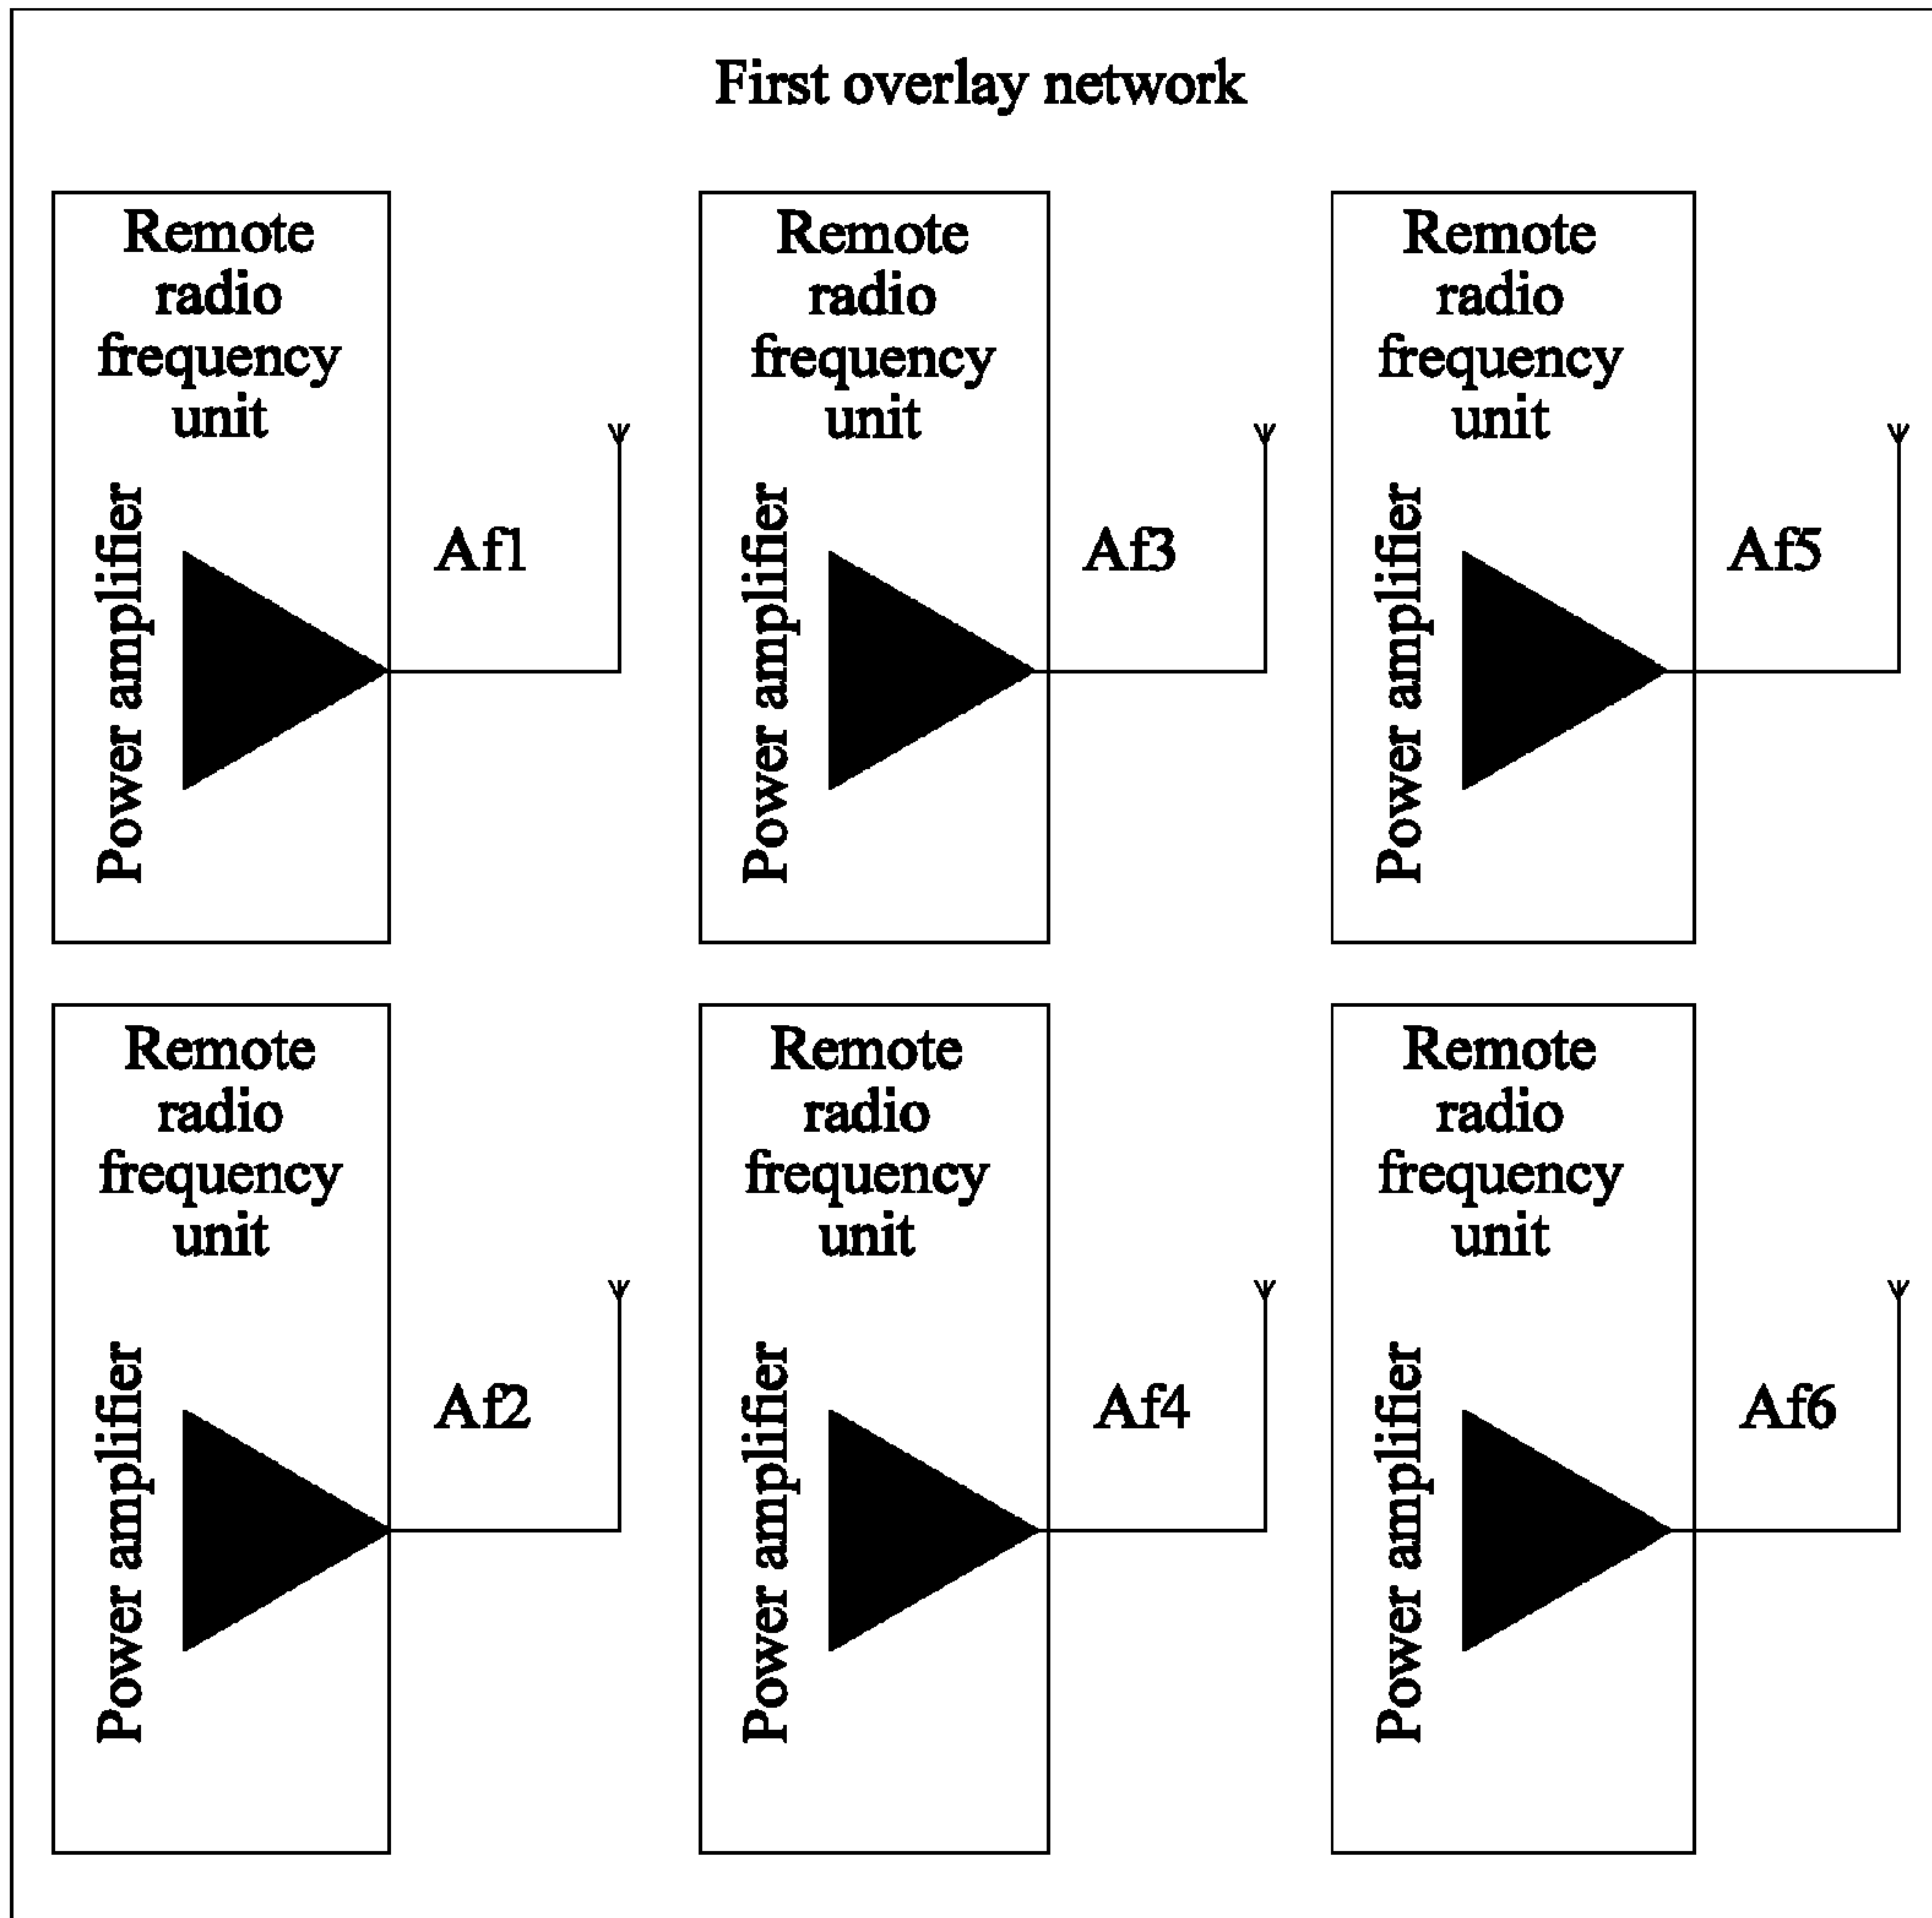 First overlay network
Remote
radio
frequency
unit
Power amplifier
Af1
Remote
radio
frequency
unit
Power amplifier
Af3
Remote
radio
frequency
unit
Power amplifier
Af5
Remote
radio
frequency
unit
Power amplifier
Af2
Remote
radio
frequency
unit
Power amplifier
Af4
Remote
radio
frequency
unit
Power amplifier
Af6